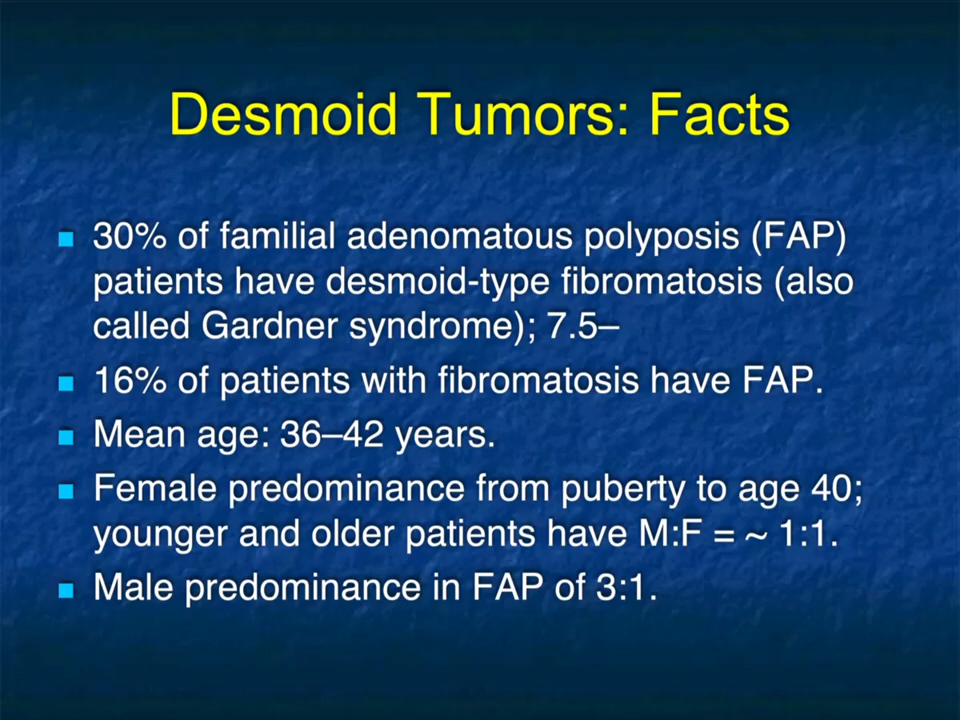 Desmoid Tumors: Facts
30% of familial adenomatous polyposis (FAP)
patients have desmoid-type fibromatosis (also
called Gardner syndrome); 7.5–
16% of patients with fibromatosis have FAP.
Mean age: 36–42 years.
Female predominance from puberty to age 40;
younger and older patients have M:F = ~ 1:1.
Male predominance in FAP of 3:1.